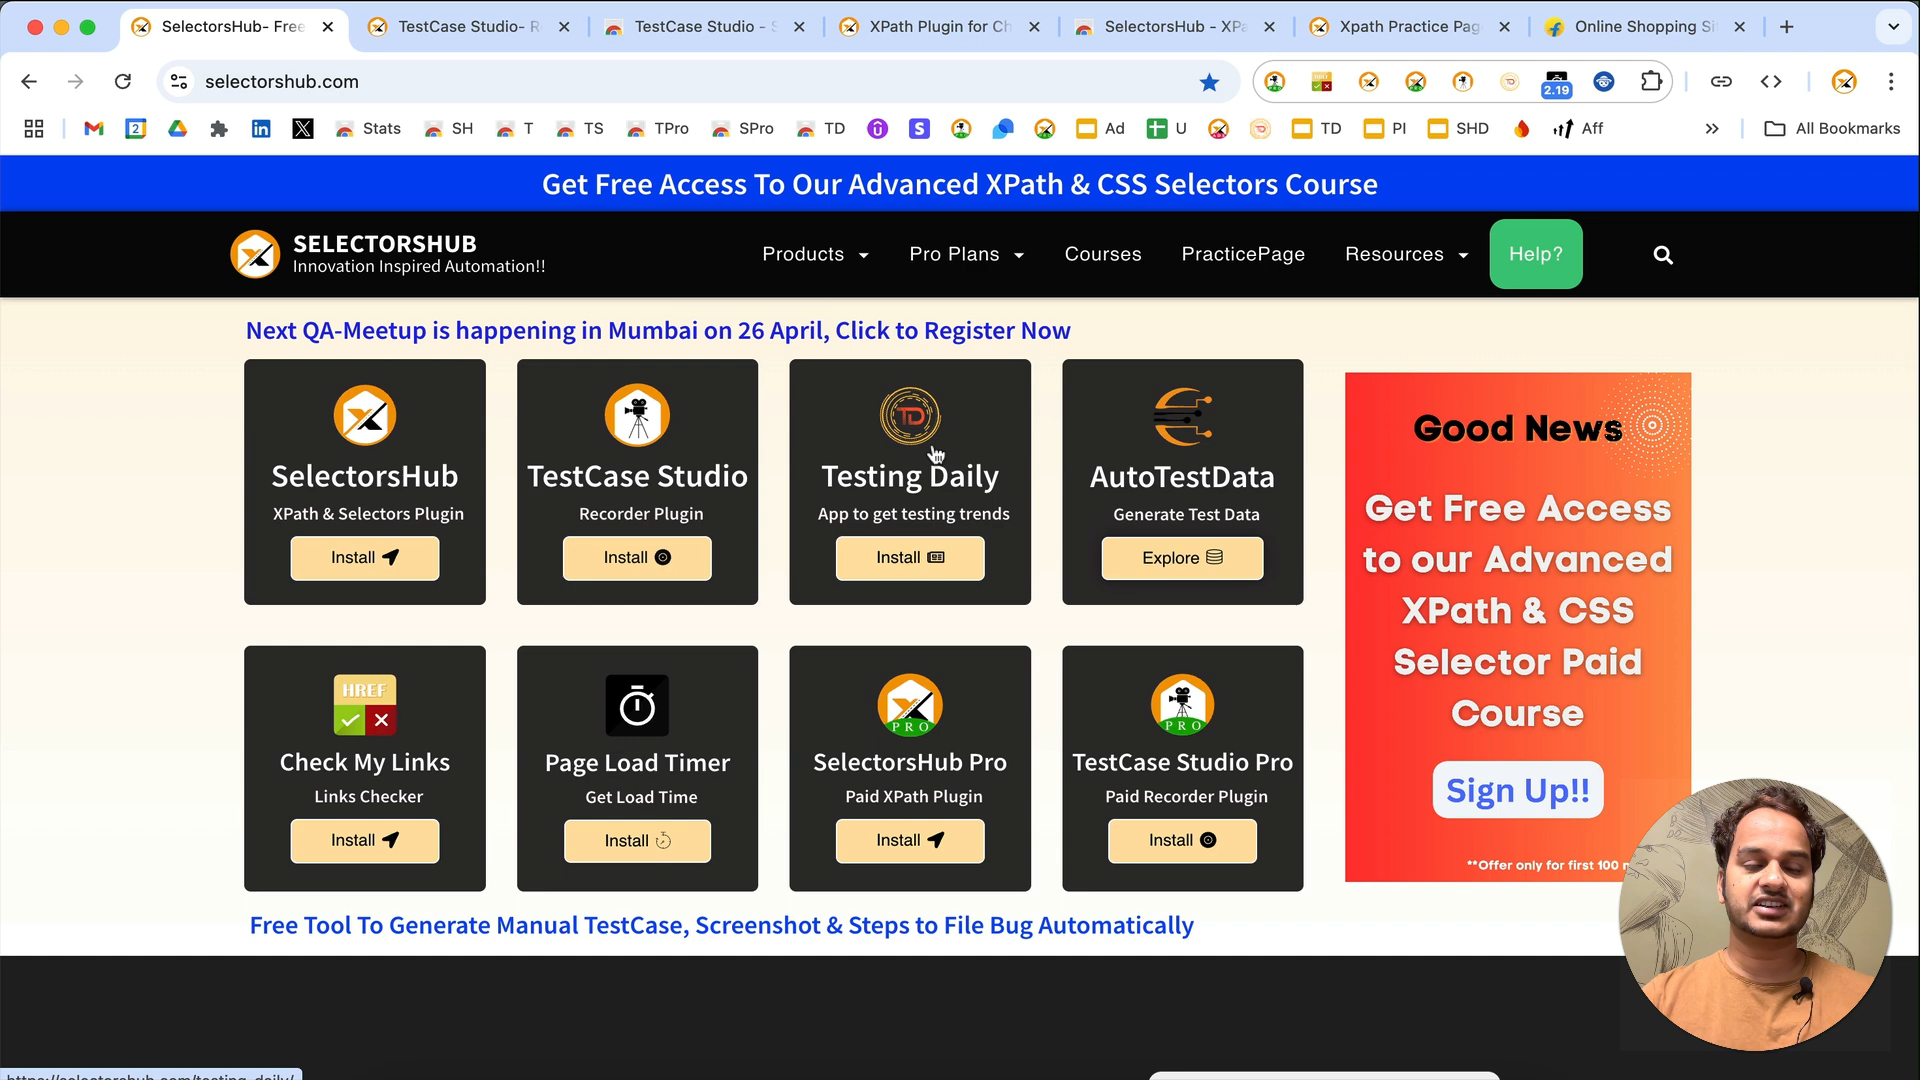 SelectorsHub- Free
TestCase Studio- R
TestCase Studio - S
XPath Plugin for Ch
SelectorsHub - XPa
Xpath Practice Pag
Online Shopping Si
selectorshub.com
2.19
2
Stats
SH
T
TS
TPro
SPro
TD
Ad
U
TD
PI
SHD
Aff
All Bookmarks
Get Free Access To Our Advanced XPath & CSS Selectors Course
SELECTORSHUB
Innovation Inspired Automation!!
Products
Pro Plans
Courses
PracticePage
Resources
Help?
Next QA-Meetup is happening in Mumbai on 26 April, Click to Register Now
SelectorsHub
XPath & Selectors Plugin
Install
TestCase Studio
Recorder Plugin
Install
TD
Testing Daily
App to get testing trends
Install
AutoTestData
Generate Test Data
Explore
HREF
Check My Links
Links Checker
Install
Page Load Timer
Get Load Time
Install
PRO
SelectorsHub Pro
Paid XPath Plugin
Install
PRO
TestCase Studio Pro
Paid Recorder Plugin
Install
Good News
Get Free Access
to our Advanced
XPath & CSS
Selector Paid
Course
Sign Up!!
**Offer only for first 100
Free Tool To Generate Manual TestCase, Screenshot & Steps to File Bug Automatically
https://selectorshub.com/testing-daily/